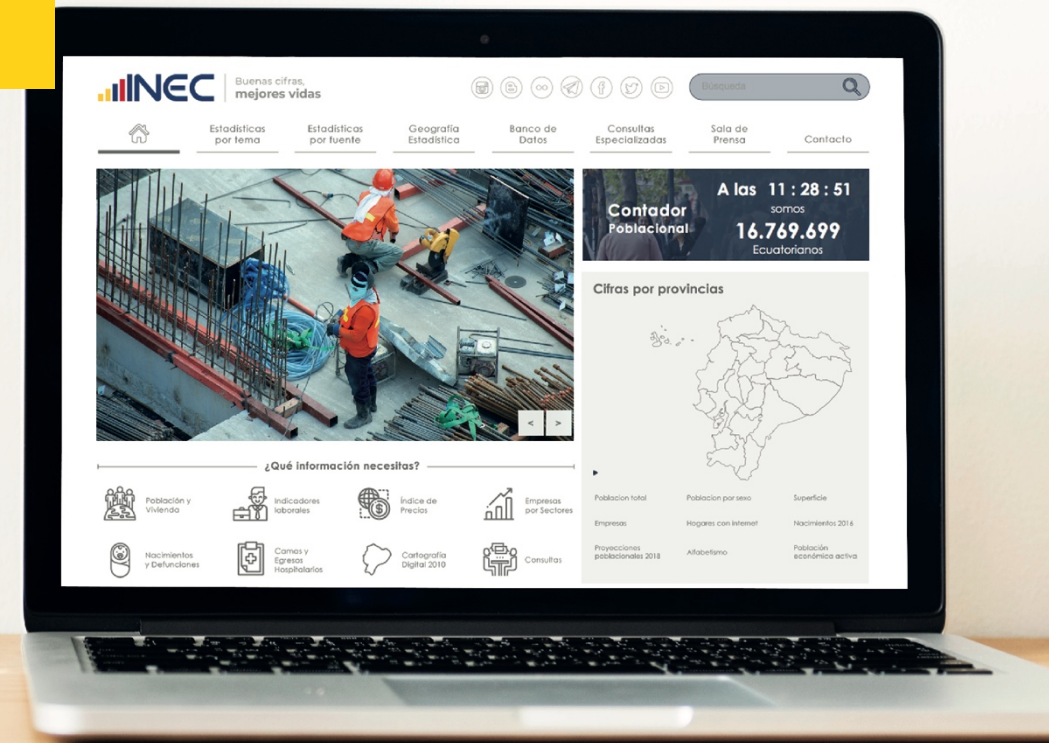 INEC
Buenas cifras,
mejores vidas
Búsqueda
Estadísticas
por tema
Estadísticas
por fuente
Geografía
Estadística
Banco de
Datos
Consultas
Especializadas
Sala de
Prensa
Contacto
Contador
Poblacional
A las 11 : 28 : 51
somos
16.769.699
Ecuatorianos
Cifras por provincias
< >
¿Qué información necesitas?
Población y
Vivienda
Indicadores
laborales
Índice de
Precios
Empresas
por Sectores
Nacimientos
y Defunciones
Camas y
Egresos
Hospitalarios
Cartografía
Digital 2010
Consultas
Poblacion total
Poblacion por sexo
Superficie
Empresas
Hogares con internet
Nacimientos 2016
Proyecciones
poblacionales 2018
Alfabetismo
Población
económica activa